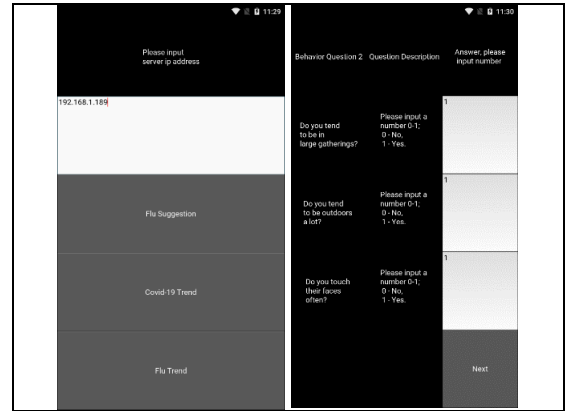 11:29
Please input
server ip address
192.168.1.189
Flu Suggestion
Covid-19 Trend
Flu Trend
11:30
Behavior Question 2 Question Description Answer, please
input number
Do you tend
to be in
large gatherings?
Please input a
number 0-1;
0 - No,
1 - Yes.
1
Do you tend
to be outdoors
a lot?
Please input a
number 0-1;
0 - No,
1 - Yes.
1
Do you touch
their faces
often?
Please input a
number 0-1;
0 - No,
1 - Yes.
1
Next